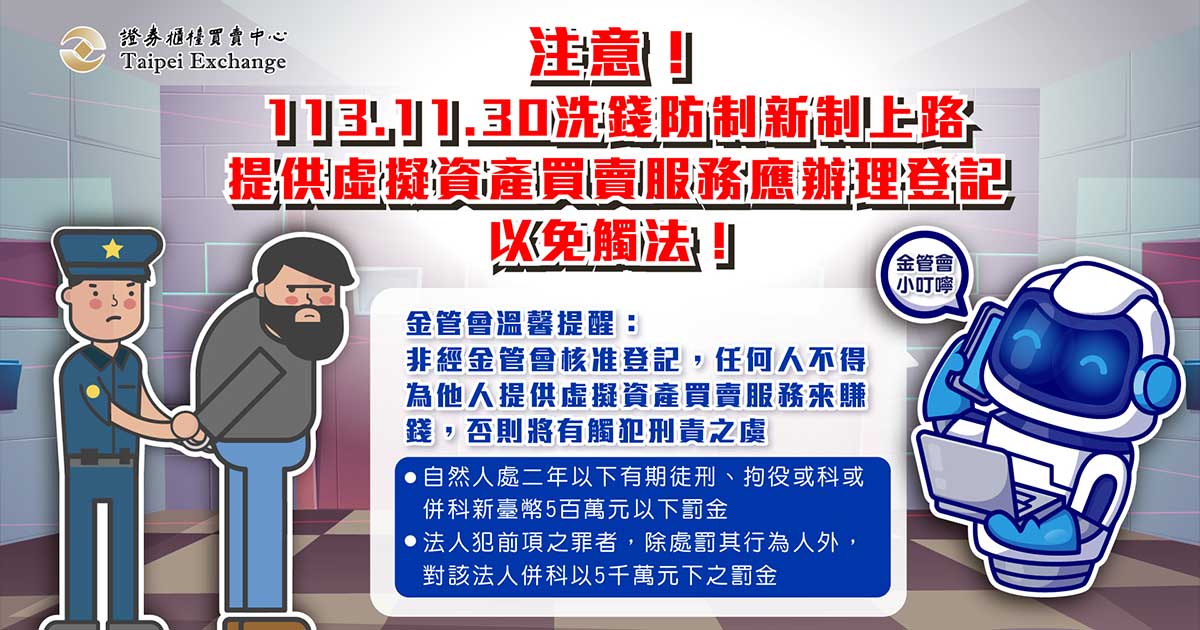 證券櫃檯買賣中心
Taipei Exchange
注意！
113.11.30洗錢防制新制上路
提供虛擬資產買賣服務應辦理登記
以免觸法！
金管會
小叮嚀
金管會溫馨提醒：
非經金管會核准登記，任何人不得
為他人提供虛擬資產買賣服務來賺
錢，否則將有觸犯刑責之虞
●自然人處二年以下有期徒刑、拘役或科或
併科新臺幣5百萬元以下罰金
●法人犯前項之罪者，除處罰其行為人外，
對該法人併科以5千萬元下之罰金